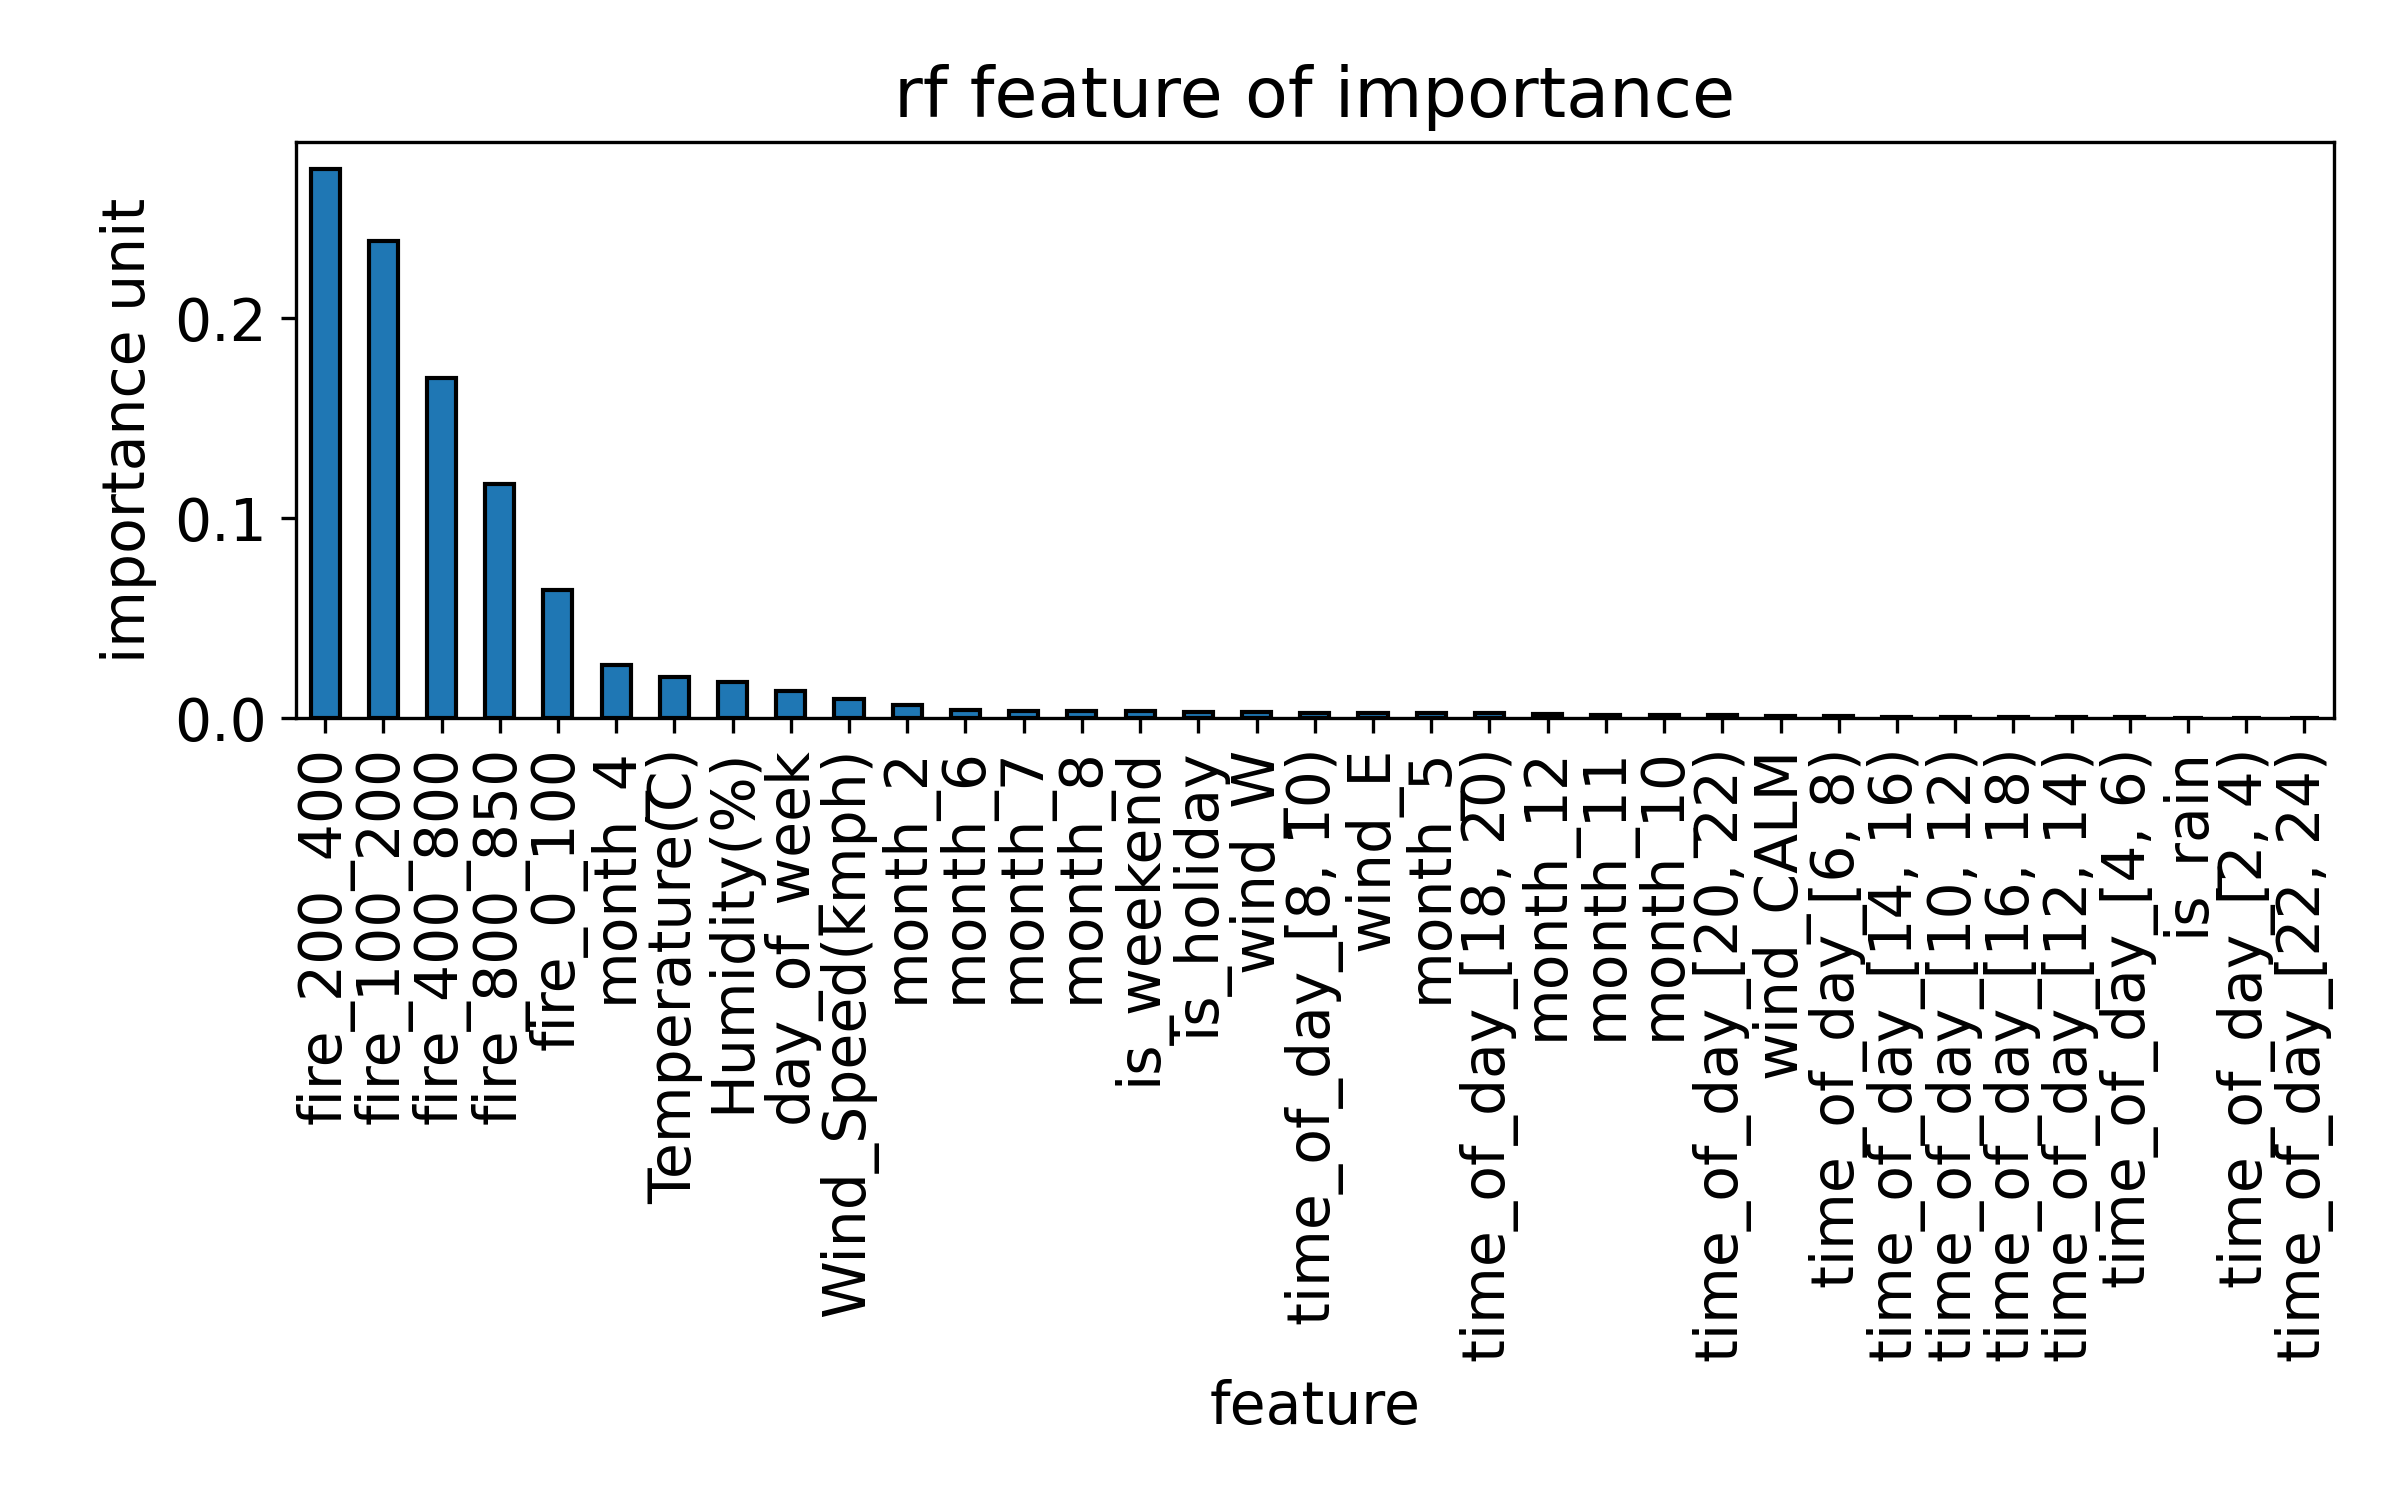 rf feature of importance
importance unit
0.2
0.1
0.0
fire_200_400
fire_100_200
fire_400_800
fire_800_850
fire_0_100
month_4
Temperature(C)
Humidity(%)
day_of_week
Wind_Speed(kmph)
month_2
month_6
month_7
month_8
is_weekend
is_holiday
wind_W
time_of_day_[8, 10)
wind_E
month_5
time_of_day_[18, 20)
month_12
month_11
month_10
time_of_day_[20, 22)
wind_CALM
time_of_day_[6, 8)
time_of_day_[14, 16)
time_of_day_[10, 12)
time_of_day_[16, 18)
time_of_day_[12, 14)
time_of_day_[4, 6)
is_rain
time_of_day_[2, 4)
time_of_day_[22, 24)
feature